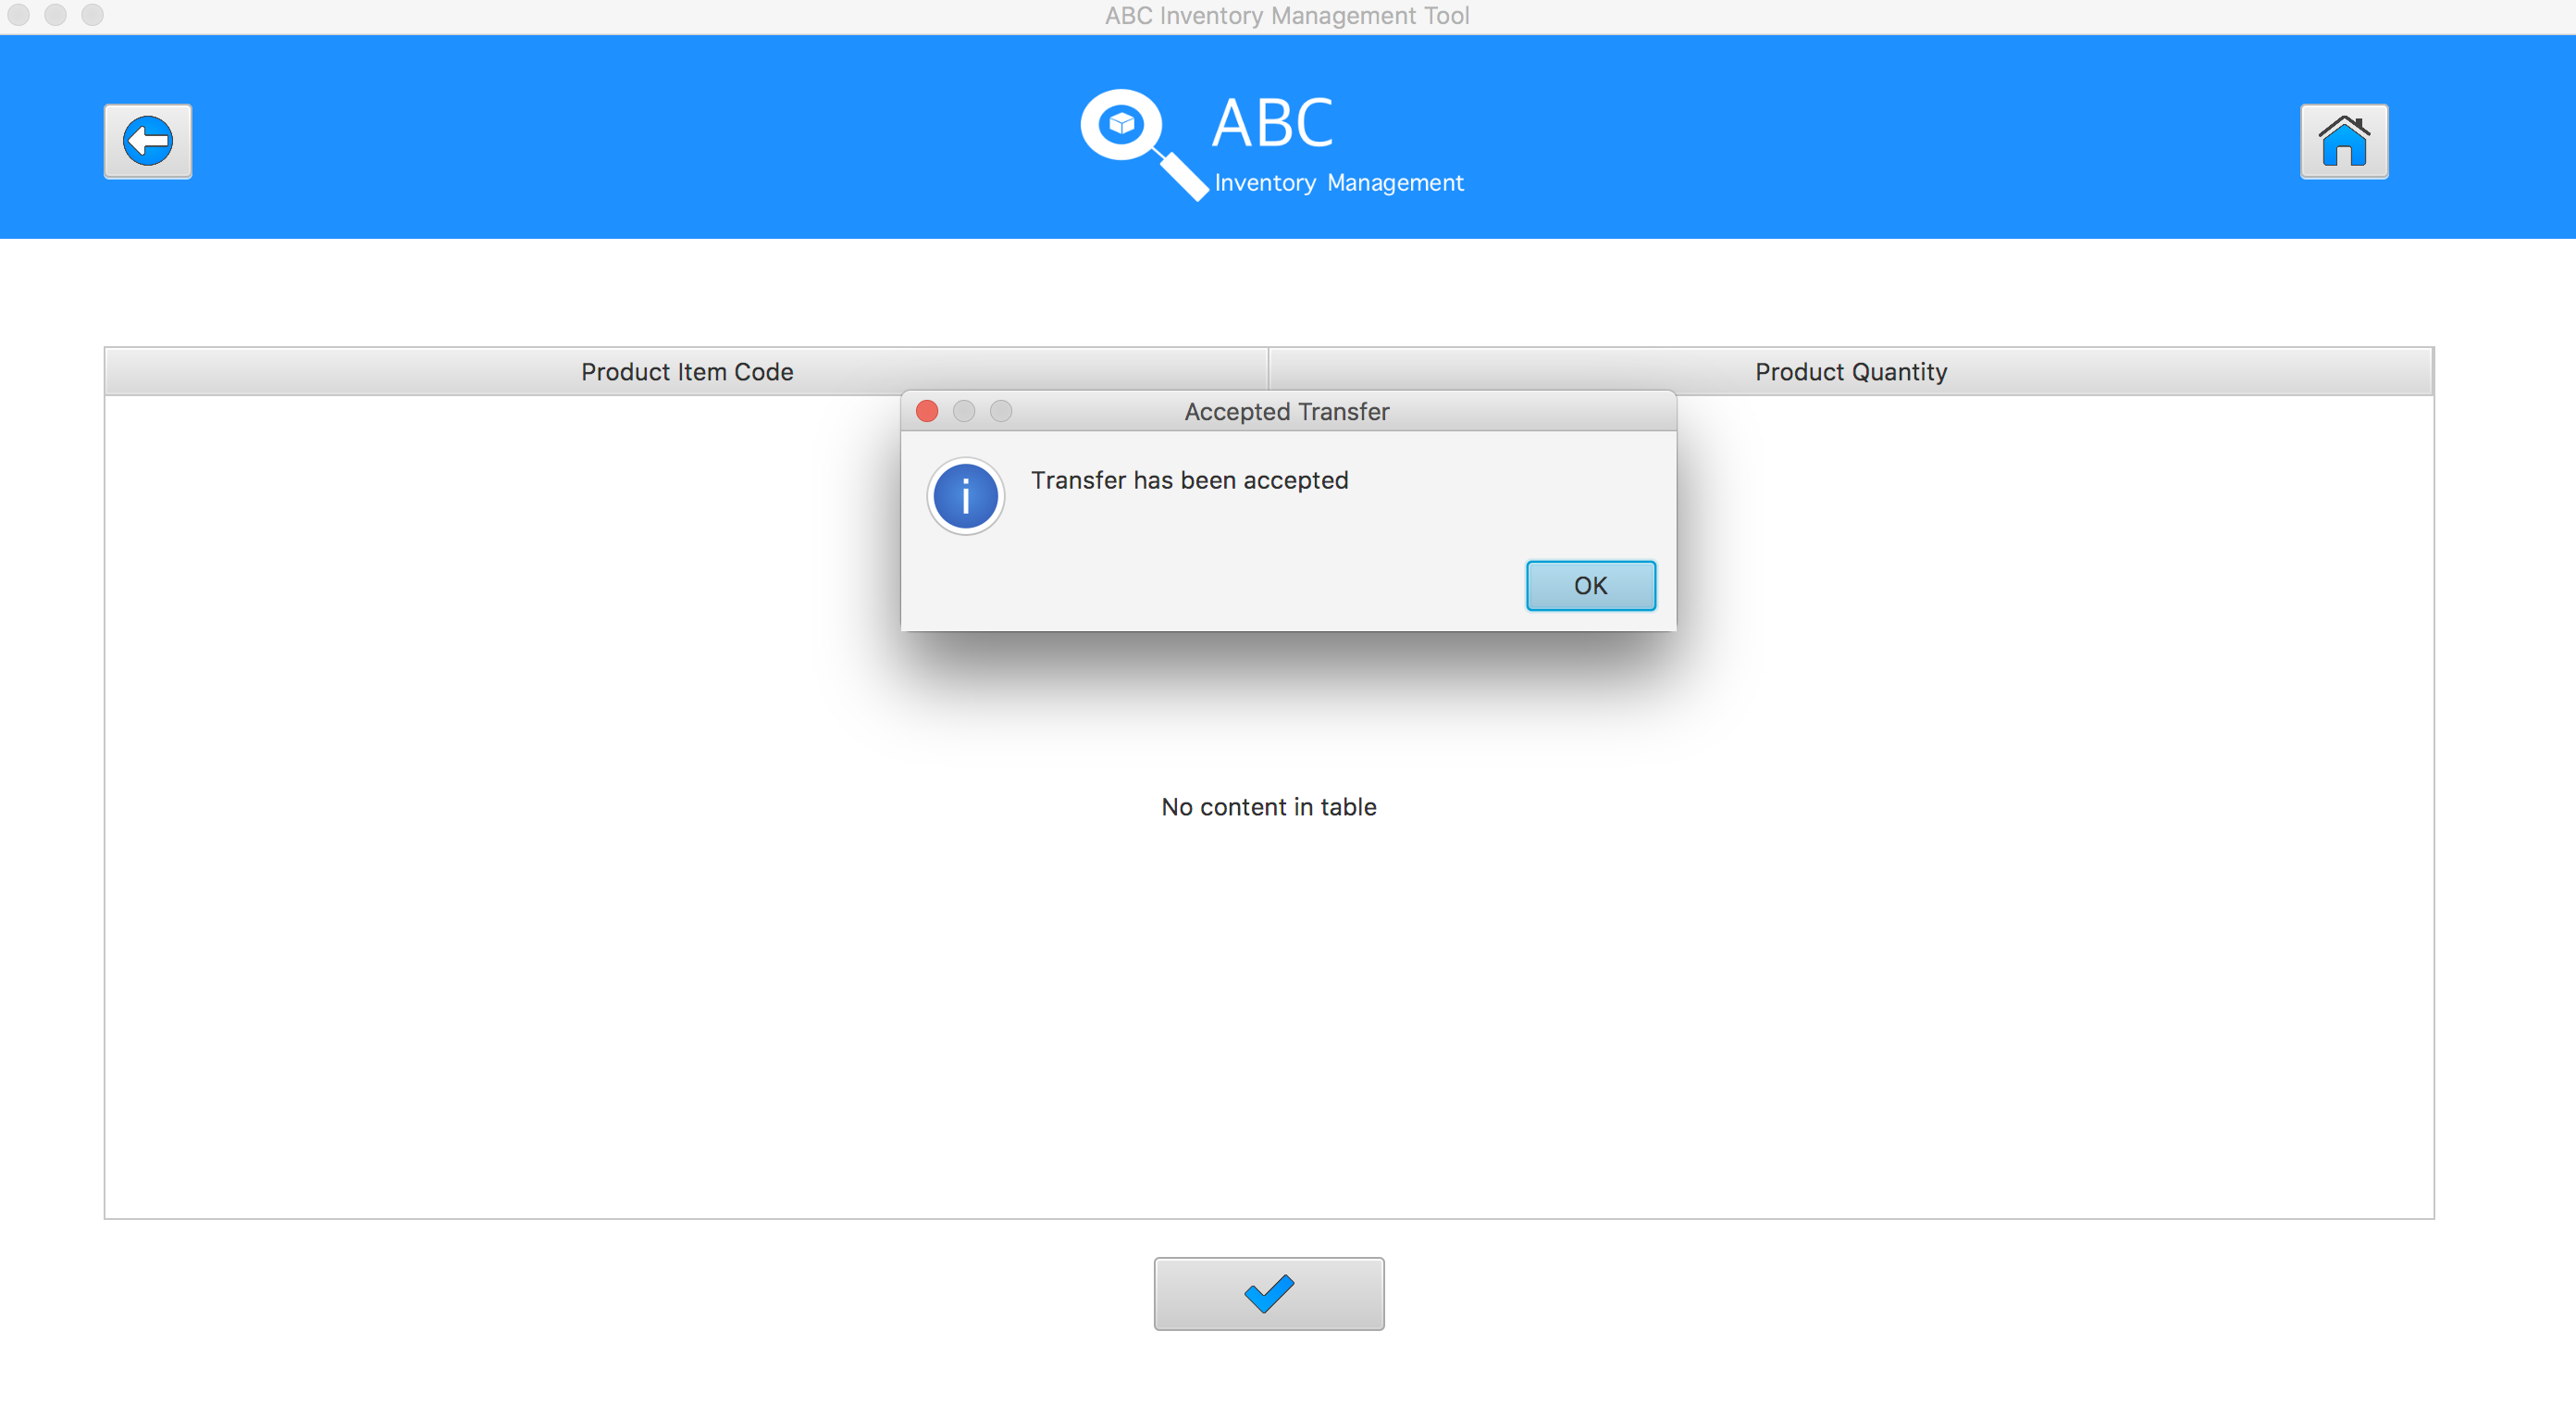 ABC Inventory Management Tool
ABC
Inventory Management
Product Item Code
Product Quantity
Accepted Transfer
Transfer has been accepted
OK
No content in table